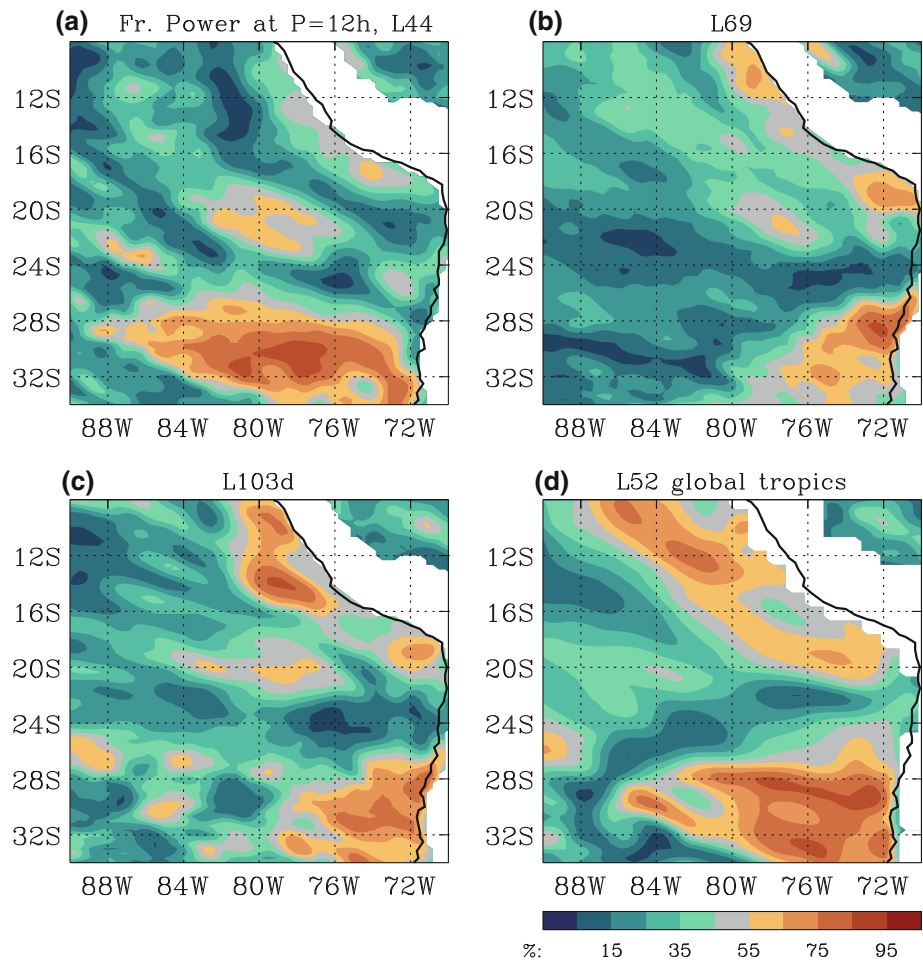 (a) Fr. Power at P=12h, L44
12S
16S
20S
24S
28S
32S
88W 84W 80W 76W 72W
(b) L69
12S
16S
20S
24S
28S
32S
88W 84W 80W 76W 72W
(c) L103d
12S
16S
20S
24S
28S
32S
88W 84W 80W 76W 72W
(d) L52 global tropics
12S
16S
20S
24S
28S
32S
88W 84W 80W 76W 72W
%: 15 35 55 75 95